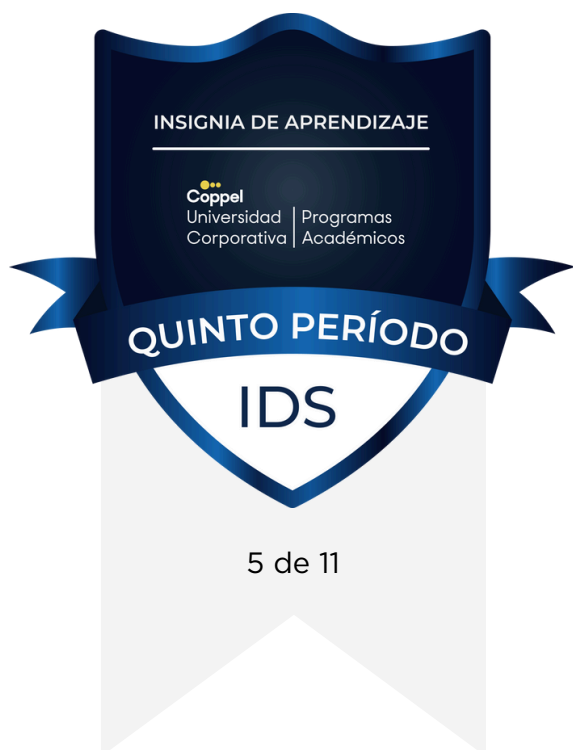 INSIGNIA DE APRENDIZAJE
Coppel
Universidad | Programas
Corporativa | Académicos
QUINTO PERÍODO
IDS
5 de 11